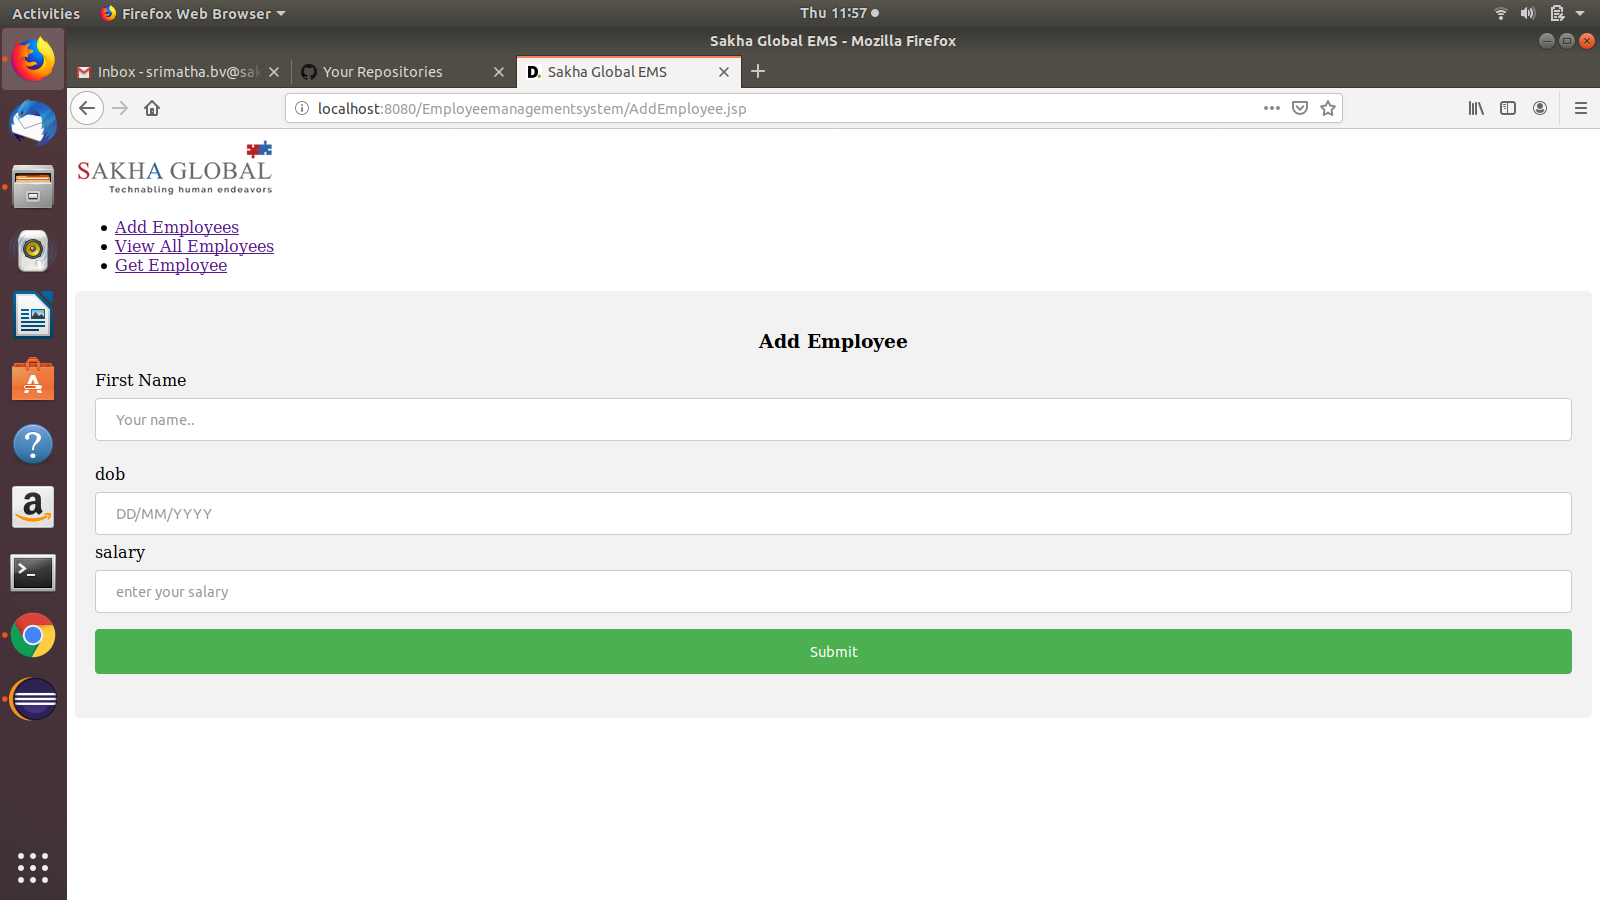 Activities Firefox Web Browser Thu 11:57
Sakha Global EMS - Mozilla Firefox
Inbox - srimatha.bv@sak Your Repositories D. Sakha Global EMS
localhost:8080/Employeemanagementsystem/AddEmployee.jsp
SAKHA GLOBAL
Technabling human endeavors
Add Employees
View All Employees
Get Employee
Add Employee
First Name
Your name..
dob
DD/MM/YYYY
salary
enter your salary
Submit